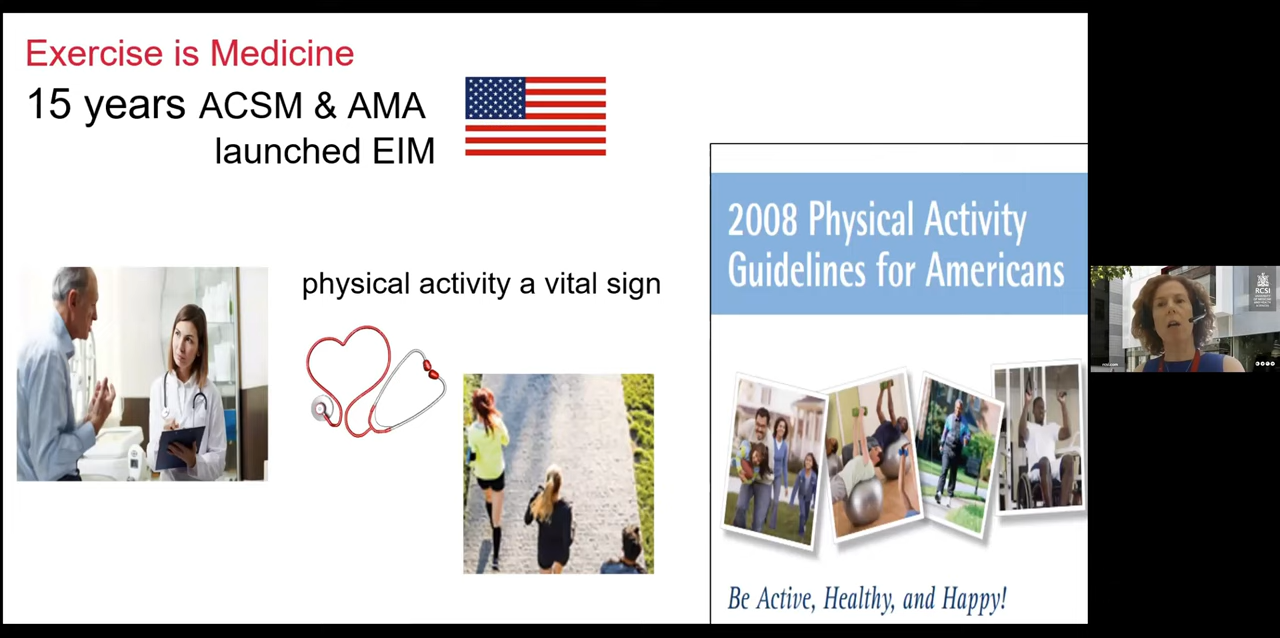 Exercise is Medicine
15 years ACSM & AMA
launched EIM
physical activity a vital sign
2008 Physical Activity
Guidelines for Americans
Be Active, Healthy, and Happy!
RCSI